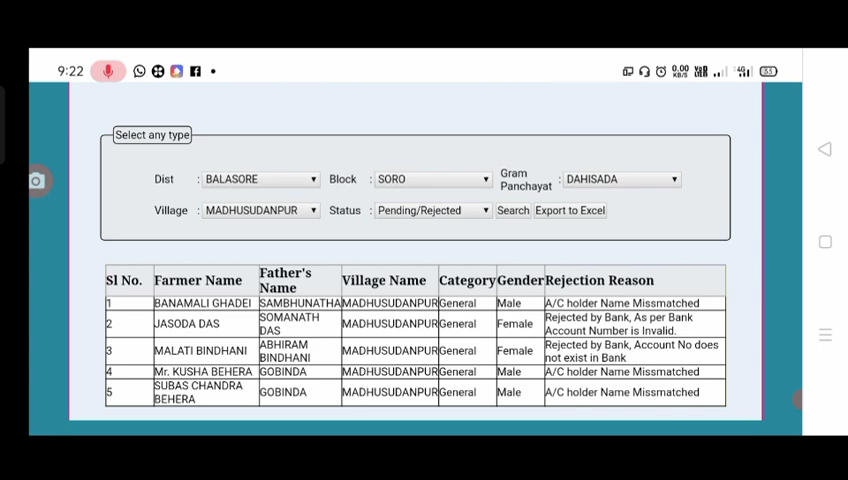 9:22 0.00 KB/S 4G 53
Select any type
Dist : BALASORE Block : SORO Gram Panchayat : DAHISADA
Village : MADHUSUDANPUR Status : Pending/Rejected Search Export to Excel
Sl No. Farmer Name Father's Name Village Name Category Gender Rejection Reason
1 BANAMALI GHADEI SAMBHUNATHA MADHUSUDANPUR General Male A/C holder Name Missmatched
2 JASODA DAS SOMANATH DAS MADHUSUDANPUR General Female Rejected by Bank, As per Bank Account Number is Invalid.
3 MALATI BINDHANI ABHIRAM BINDHANI MADHUSUDANPUR General Female Rejected by Bank, Account No does not exist in Bank
4 Mr. KUSHA BEHERA GOBINDA MADHUSUDANPUR General Male A/C holder Name Missmatched
5 SUBAS CHANDRA BEHERA GOBINDA MADHUSUDANPUR General Male A/C holder Name Missmatched